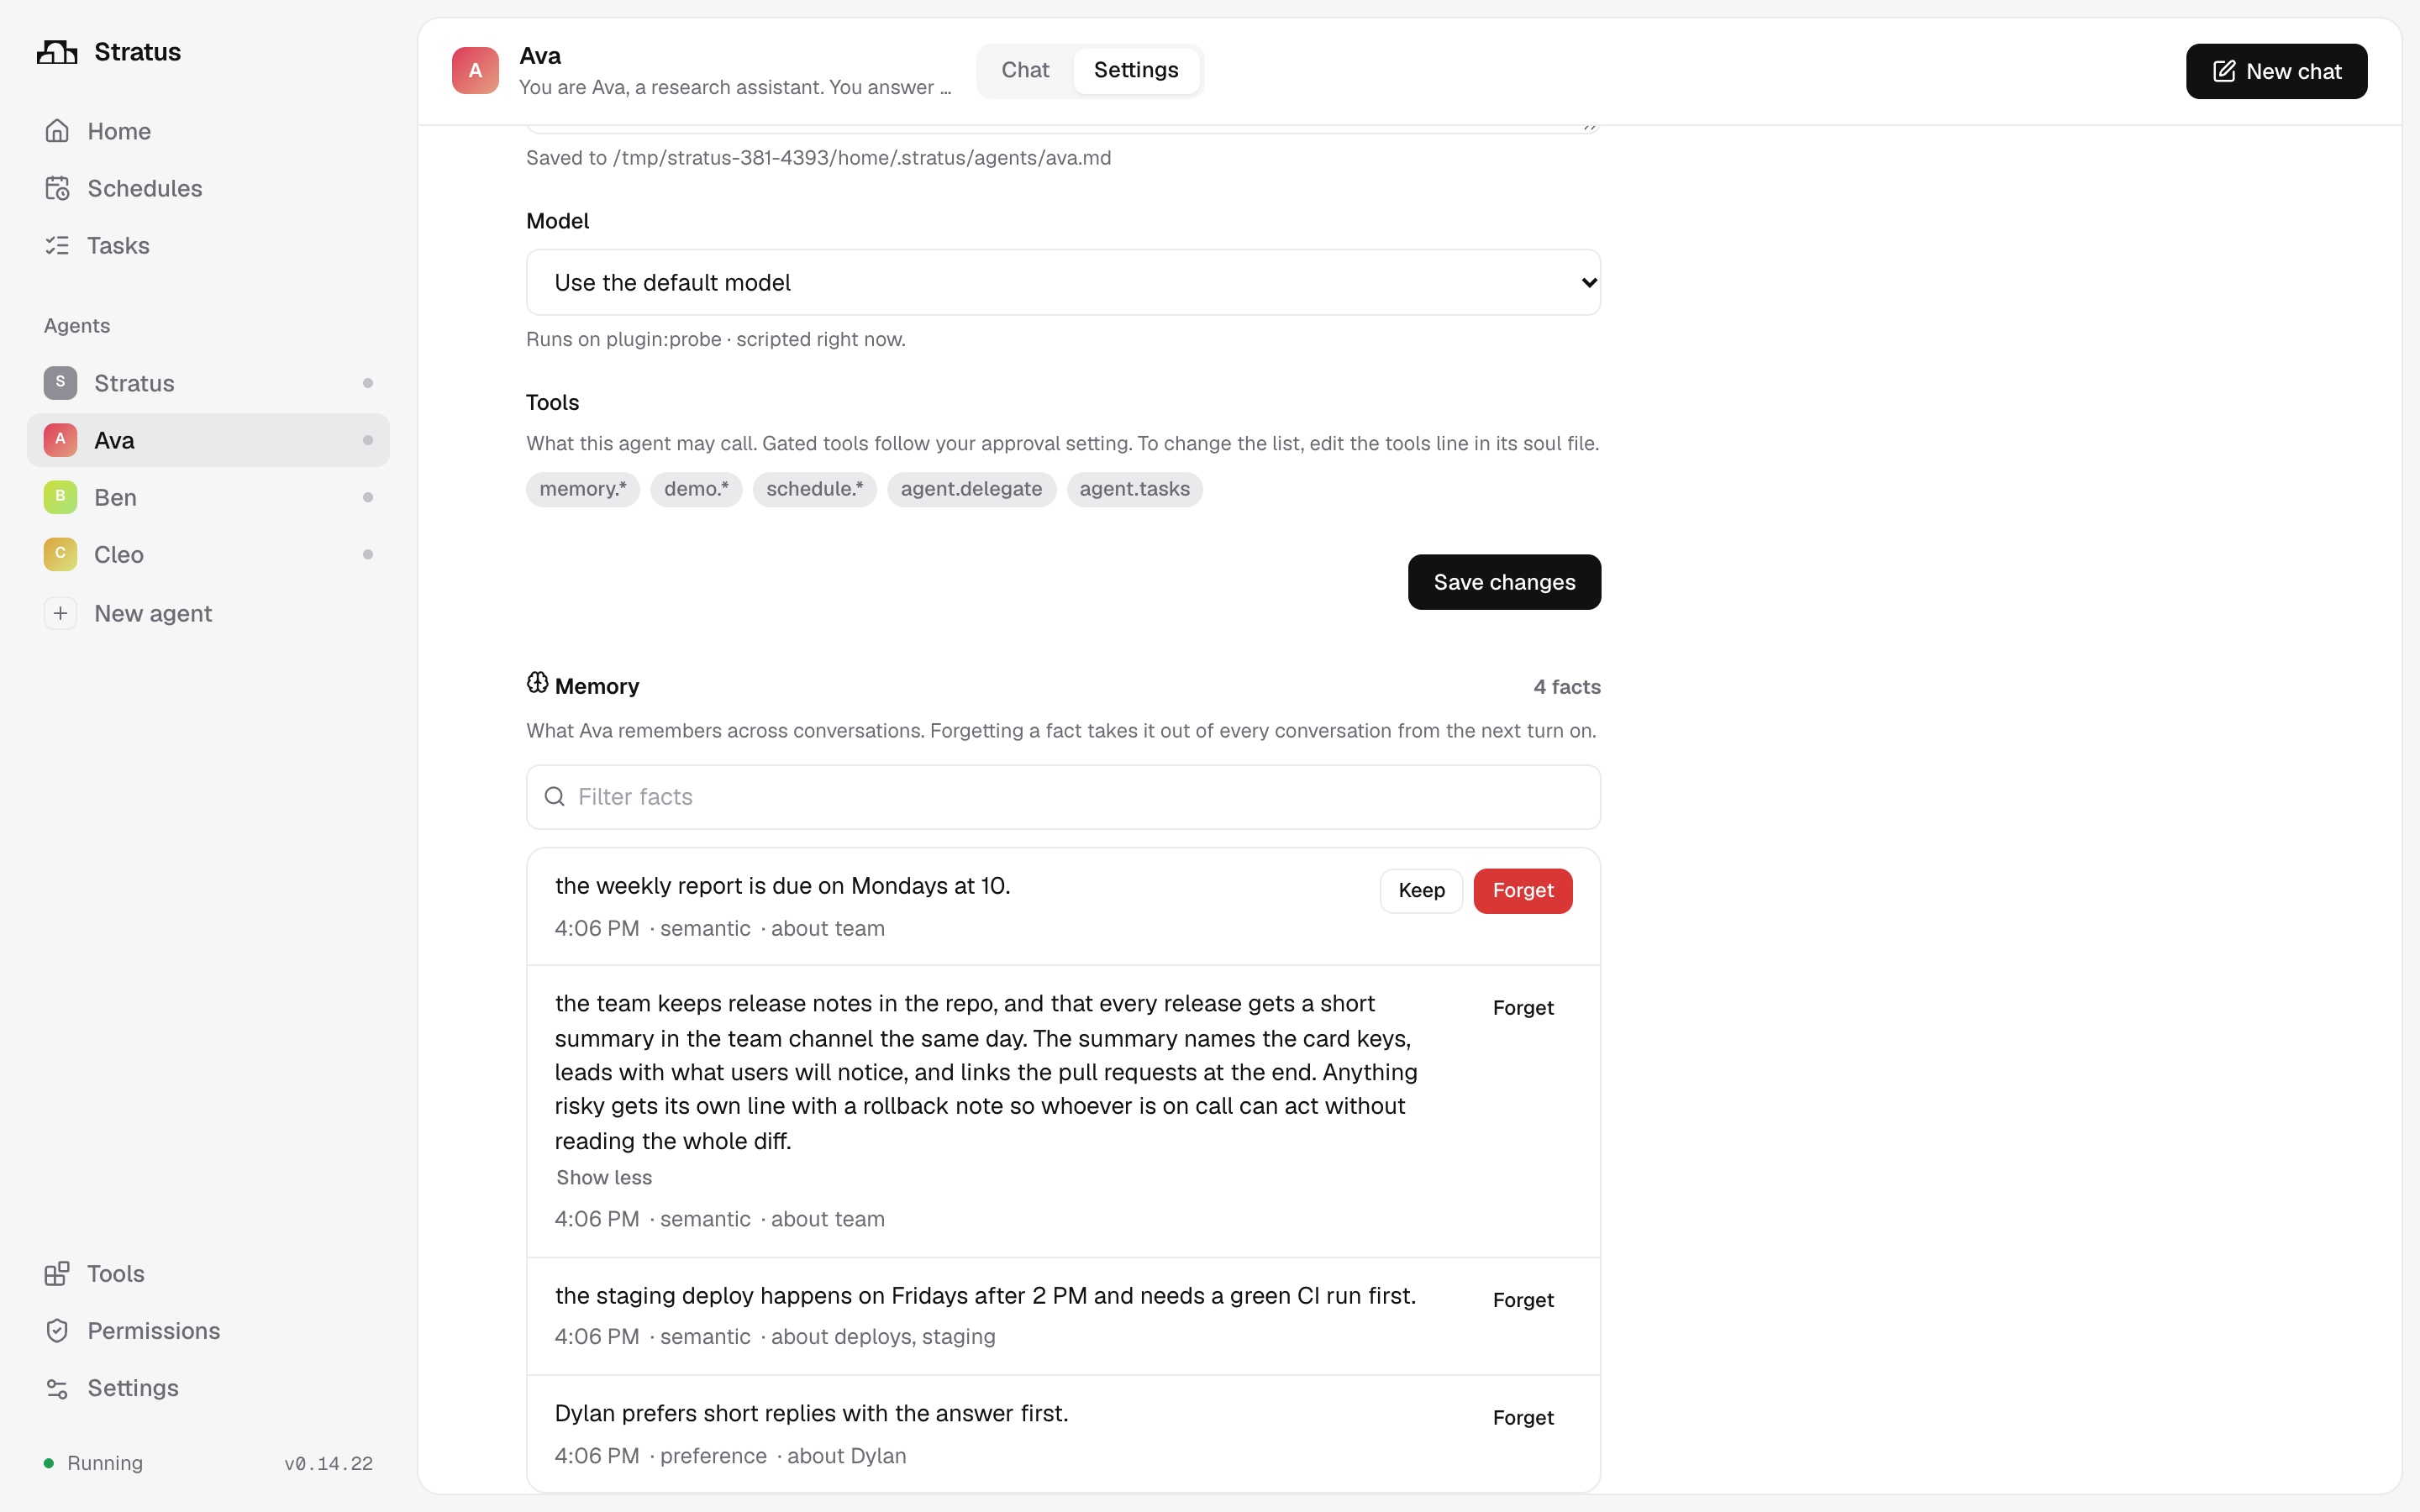 Stratus
Home
Schedules
Tasks
Agents
S Stratus
A Ava
B Ben
C Cleo
New agent
Tools
Permissions
Settings
Running v0.14.22
A
Ava
You are Ava, a research assistant. You answer ...
Chat Settings
New chat
Saved to /tmp/stratus-381-4393/home/.stratus/agents/ava.md
Model
Use the default model
Runs on plugin:probe · scripted right now.
Tools
What this agent may call. Gated tools follow your approval setting. To change the list, edit the tools line in its soul file.
memory.* demo.* schedule.* agent.delegate agent.tasks
Save changes
Memory 4 facts
What Ava remembers across conversations. Forgetting a fact takes it out of every conversation from the next turn on.
Filter facts
the weekly report is due on Mondays at 10. Keep Forget
4:06 PM · semantic · about team
the team keeps release notes in the repo, and that every release gets a short Forget
summary in the team channel the same day. The summary names the card keys,
leads with what users will notice, and links the pull requests at the end. Anything
risky gets its own line with a rollback note so whoever is on call can act without
reading the whole diff.
Show less
4:06 PM · semantic · about team
the staging deploy happens on Fridays after 2 PM and needs a green CI run first. Forget
4:06 PM · semantic · about deploys, staging
Dylan prefers short replies with the answer first. Forget
4:06 PM · preference · about Dylan